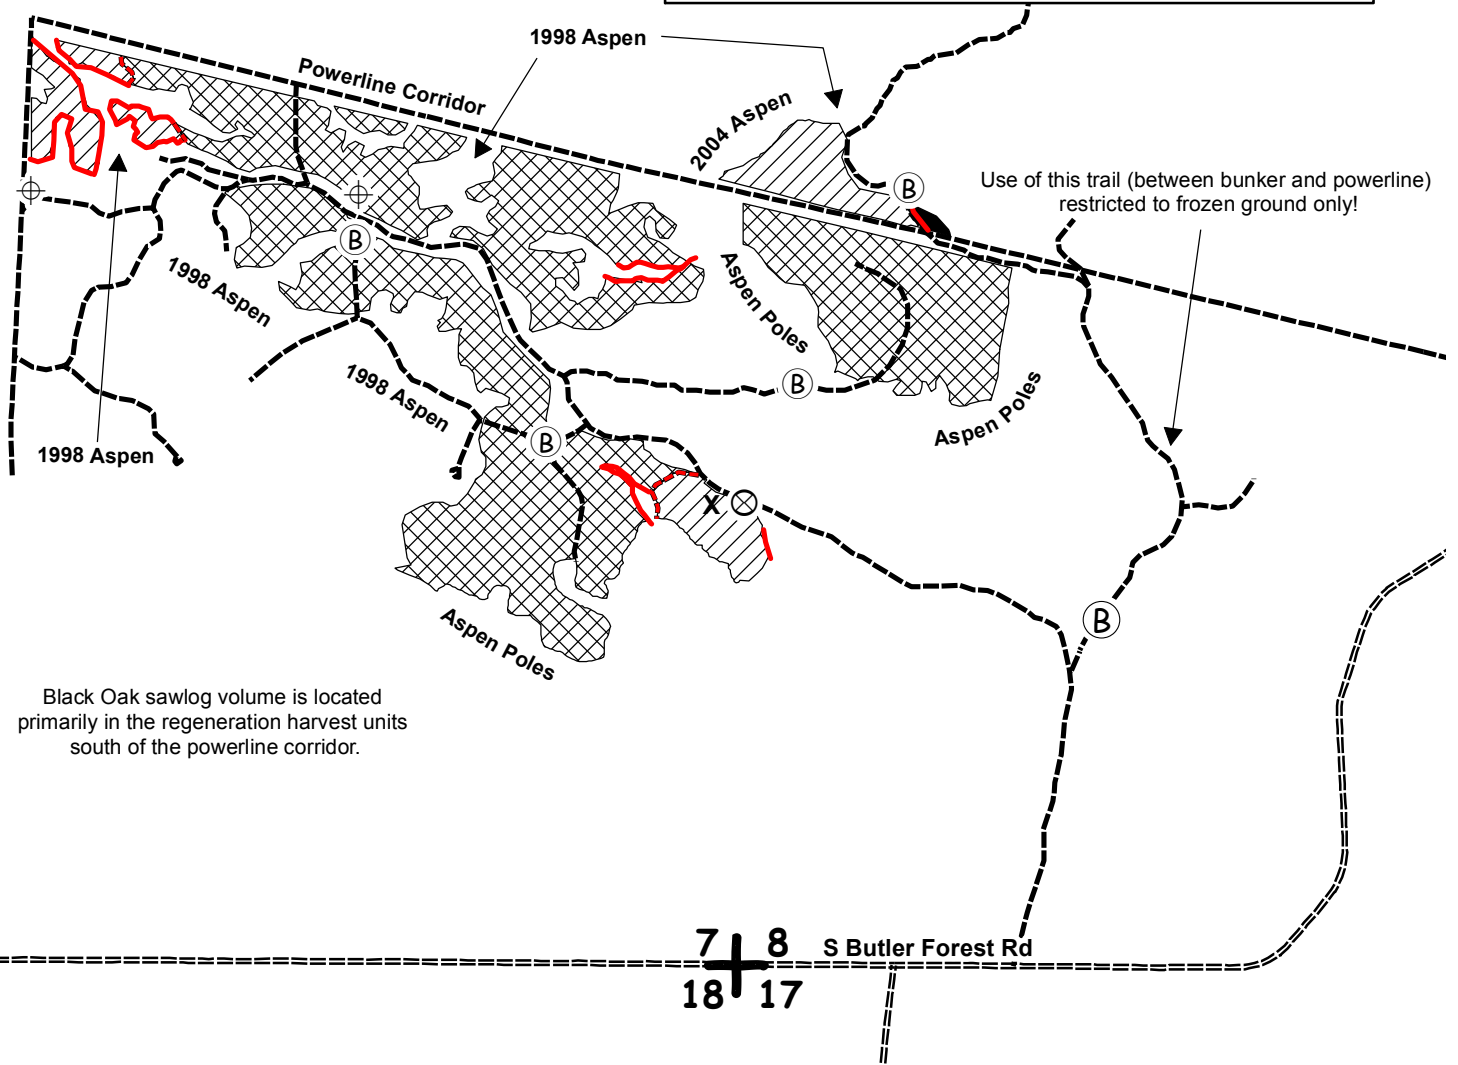 1998 Aspen
Powerline Corridor
2004 Aspen
B
Use of this trail (between bunker and powerline)
restricted to frozen ground only!
B
1998 Aspen
Aspen Poles
1998 Aspen
B
Aspen Poles
1998 Aspen
B
X
B
Aspen Poles
Black Oak sawlog volume is located
primarily in the regeneration harvest units
south of the powerline corridor.
7 8
S Butler Forest Rd
18 17